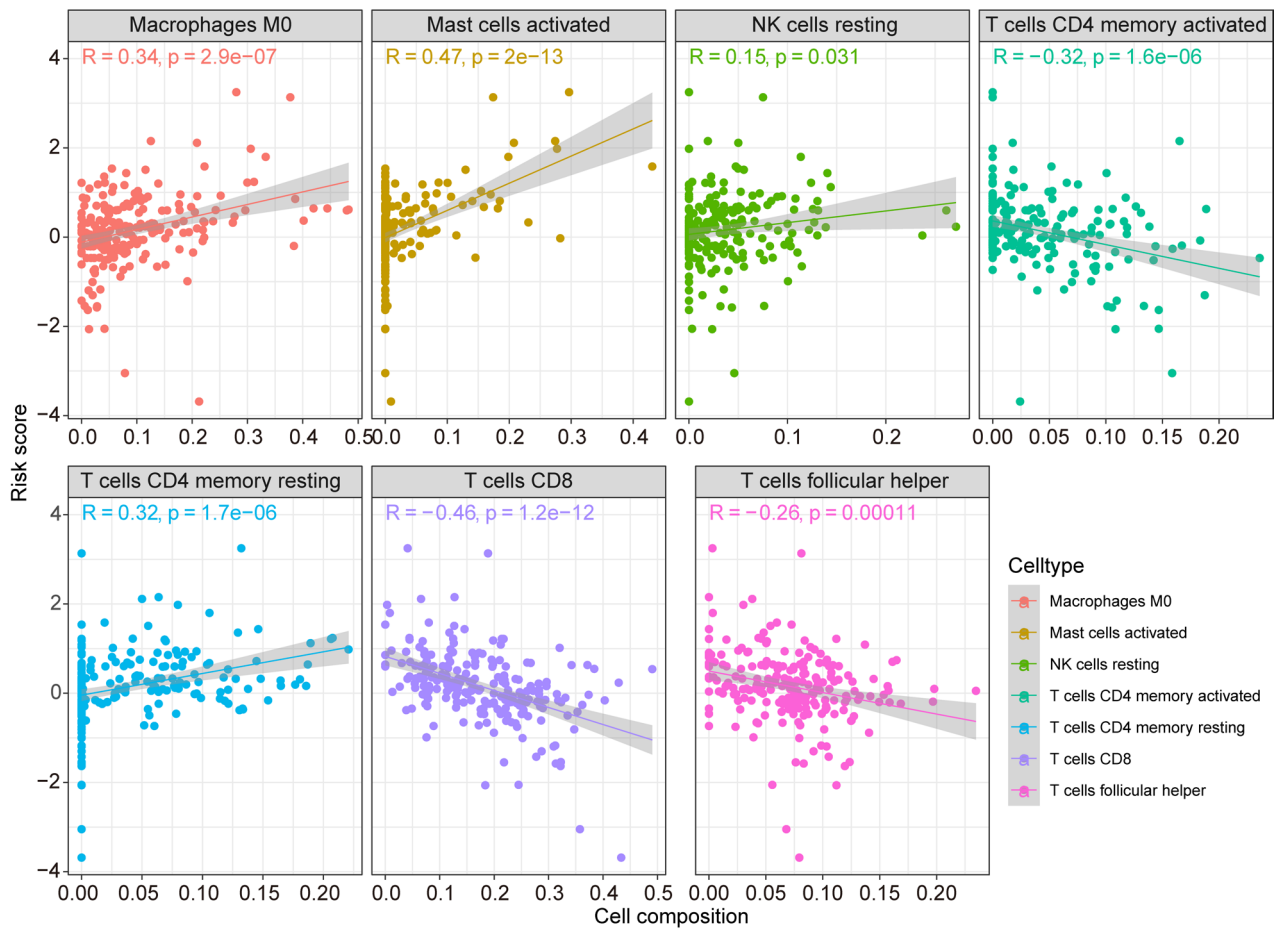 Macrophages M0
Mast cells activated
NK cells resting
T cells CD4 memory activated
R = 0.34, p = 2.9e−07
R = 0.47, p = 2e−13
R = 0.15, p = 0.031
R = −0.32, p = 1.6e−06
4
2
0
−2
−4
0.0 0.1 0.2 0.3 0.4 0.5
0.0 0.1 0.2 0.3 0.4
0.0 0.1 0.2
0.00 0.05 0.10 0.15 0.20
Risk score
T cells CD4 memory resting
T cells CD8
T cells follicular helper
R = 0.32, p = 1.7e−06
R = −0.46, p = 1.2e−12
R = −0.26, p = 0.00011
4
2
0
−2
−4
0.00 0.05 0.10 0.15 0.20
0.0 0.1 0.2 0.3 0.4 0.5
0.00 0.05 0.10 0.15 0.20
Cell composition
Celltype
a Macrophages M0
a Mast cells activated
a NK cells resting
a T cells CD4 memory activated
a T cells CD4 memory resting
a T cells CD8
a T cells follicular helper